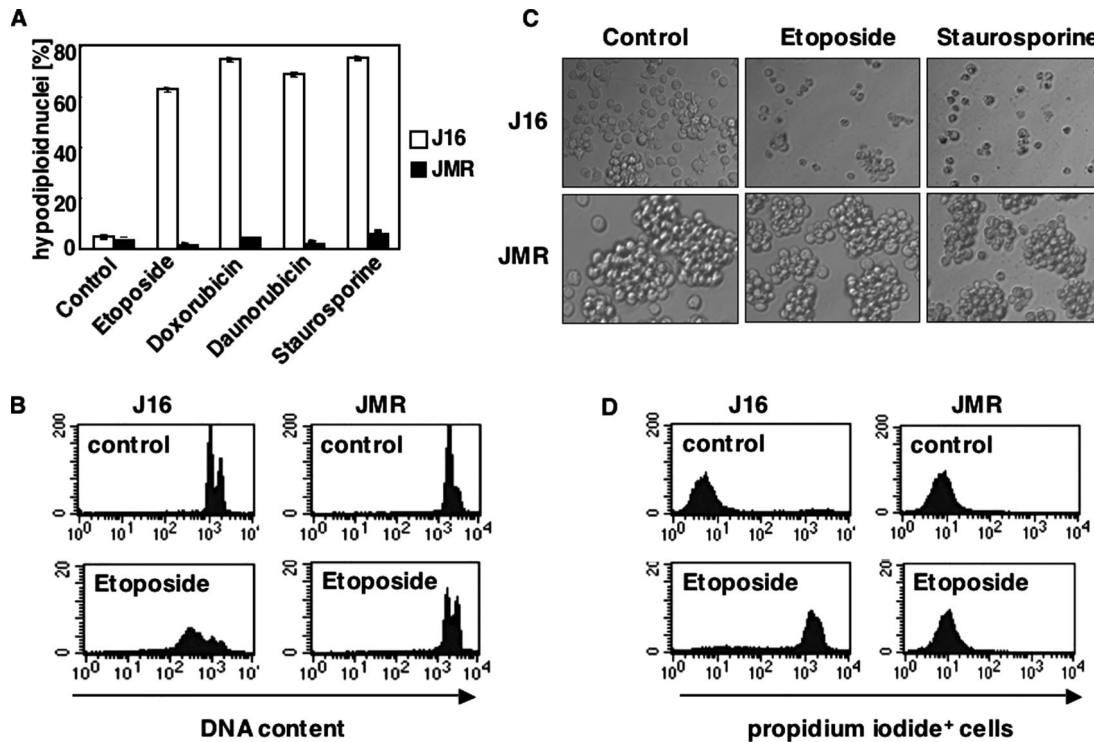 A
hypodiploidnuclei [%]
80
60
40
20
0
Control
Etoposide
Doxorubicin
Daunorubicin
Staurosporine
J16
JMR
C
Control Etoposide Staurosporine
J16
JMR
B
J16 JMR
control control
200 200
0 0
10⁰ 10¹ 10² 10³ 10⁴ 10⁰ 10¹ 10² 10³ 10⁴
Etoposide Etoposide
20 20
0 0
10⁰ 10¹ 10² 10³ 10⁴ 10⁰ 10¹ 10² 10³ 10⁴
DNA content
D
J16 JMR
control control
200 200
0 0
10⁰ 10¹ 10² 10³ 10⁴ 10⁰ 10¹ 10² 10³ 10⁴
Etoposide Etoposide
0 0
10⁰ 10¹ 10² 10³ 10⁴ 10⁰ 10¹ 10² 10³ 10⁴
propidium iodide⁺ cells